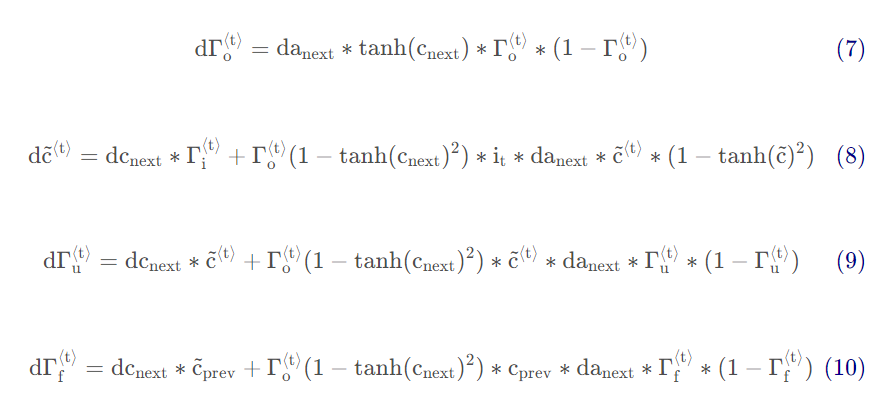 dΓₒ^⟨t⟩ = da_next * tanh(c_next) * Γₒ^⟨t⟩ * (1 − Γₒ^⟨t⟩) (7)
dc̃^⟨t⟩ = dc_next * Γᵢ^⟨t⟩ + Γₒ^⟨t⟩(1 − tanh(c_next)²) * iₜ * da_next * c̃^⟨t⟩ * (1 − tanh(c̃)²) (8)
dΓᵤ^⟨t⟩ = dc_next * c̃^⟨t⟩ + Γₒ^⟨t⟩(1 − tanh(c_next)²) * c̃^⟨t⟩ * da_next * Γᵤ^⟨t⟩ * (1 − Γᵤ^⟨t⟩) (9)
dΓ_f^⟨t⟩ = dc_next * c̃_prev + Γₒ^⟨t⟩(1 − tanh(c_next)²) * c_prev * da_next * Γ_f^⟨t⟩ * (1 − Γ_f^⟨t⟩) (10)